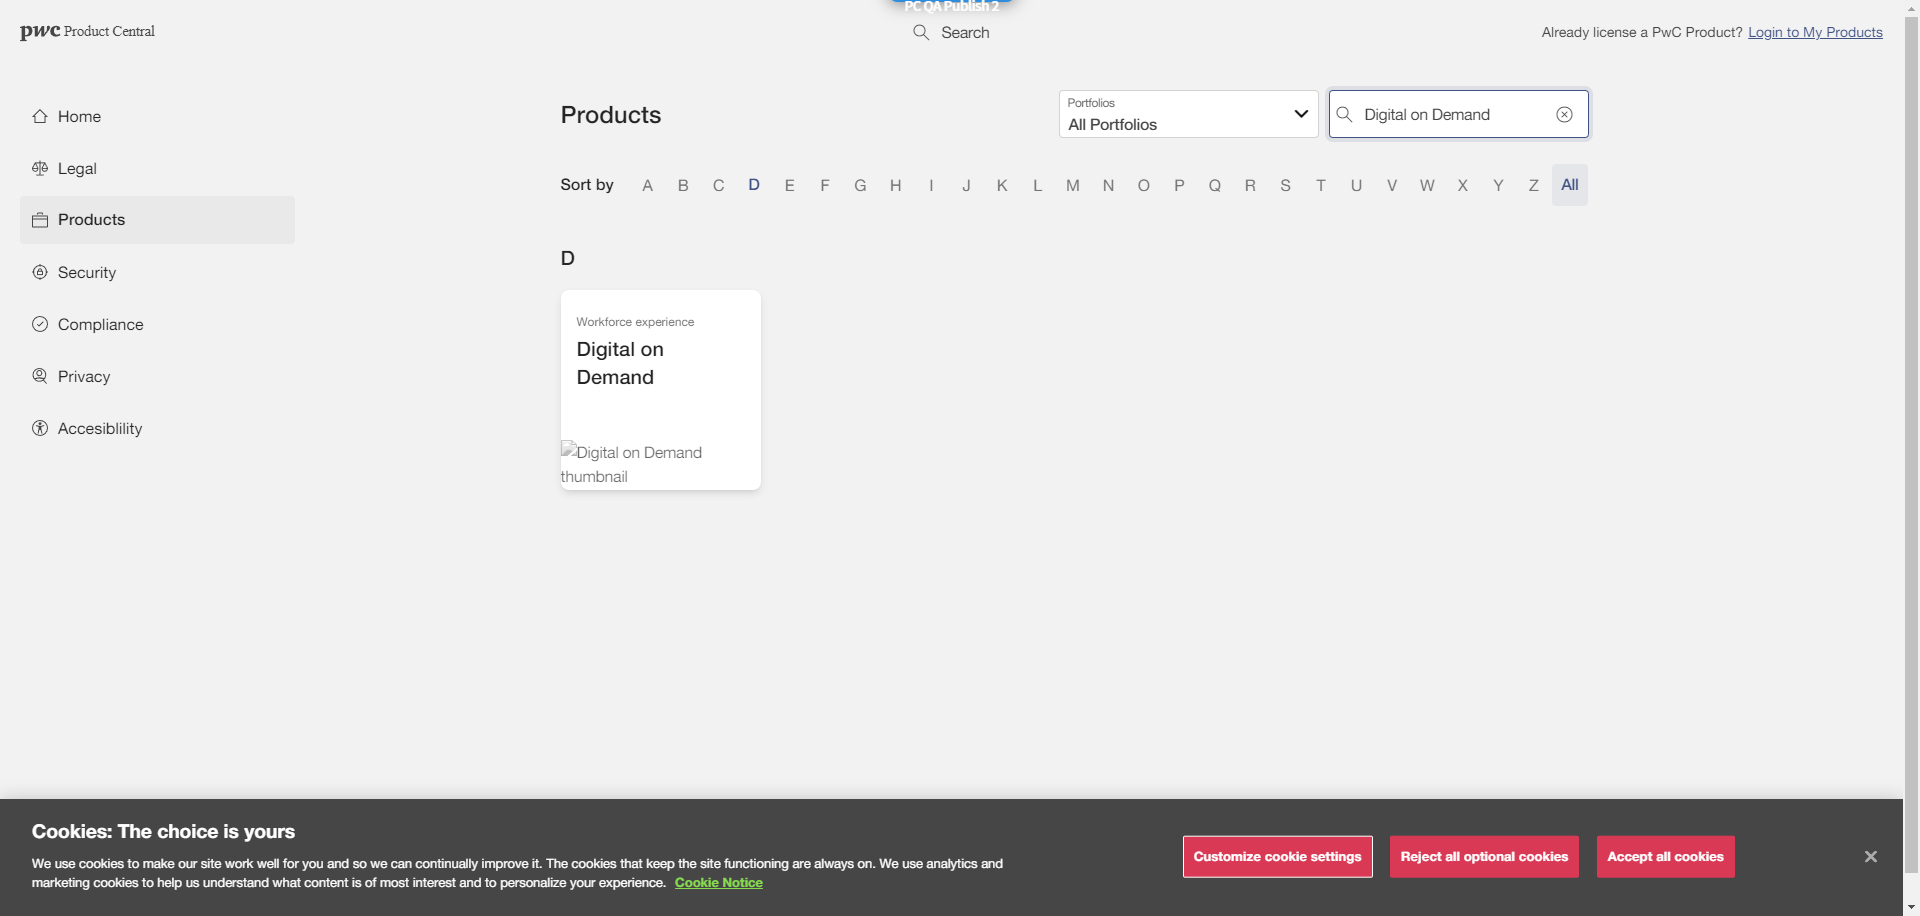 PC QA Publish 2
pwc Product Central
Search
Already license a PwC Product? Login to My Products
Home
Legal
Products
Security
Compliance
Privacy
Accesiblility
Products
Portfolios
All Portfolios
Digital on Demand
Sort by A B C D E F G H I J K L M N O P Q R S T U V W X Y Z All
D
Workforce experience
Digital on
Demand
Digital on Demand
thumbnail
Cookies: The choice is yours
We use cookies to make our site work well for you and so we can continually improve it. The cookies that keep the site functioning are always on. We use analytics and
marketing cookies to help us understand what content is of most interest and to personalize your experience. Cookie Notice
Customize cookie settings
Reject all optional cookies
Accept all cookies